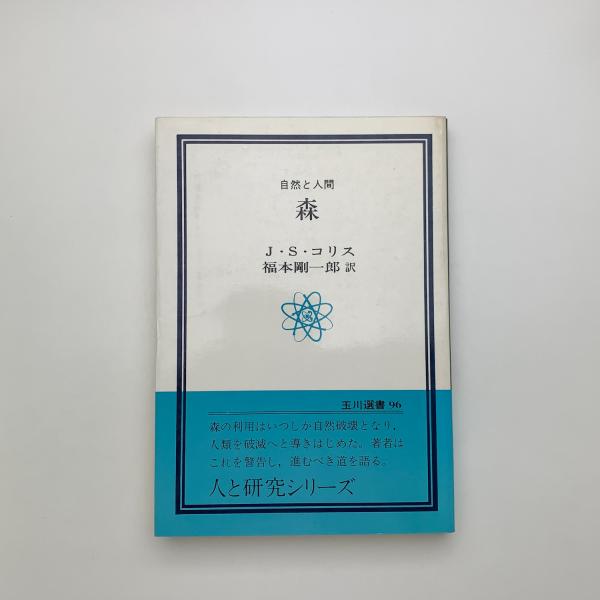 自然と人間
森
J・S・コリス
福本剛一郎 訳
玉川選書 96
森の利用はいつしか自然破壊となり，
人類を破滅へと導きはじめた。著者は
これを警告し，進むべき道を語る。
人と研究シリーズ